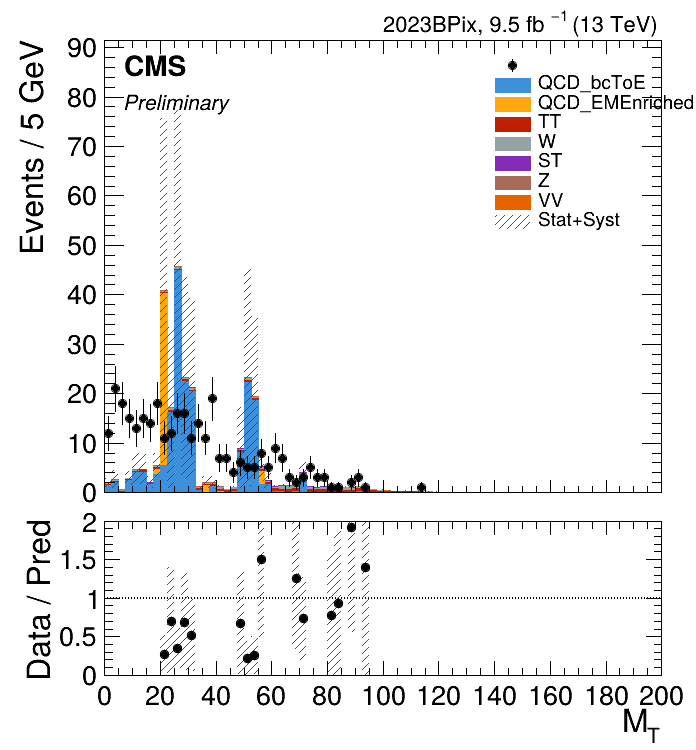 2023BPix, 9.5 fb⁻¹ (13 TeV)
CMS
Preliminary
Events / 5 GeV
90
80
70
60
50
40
30
20
10
0
QCD_bcToE
QCD_EMEnriched
TT
W
ST
Z
VV
Stat+Syst
Data / Pred
2
1.5
1
0.5
0
0 20 40 60 80 100 120 140 160 180 200
M_T